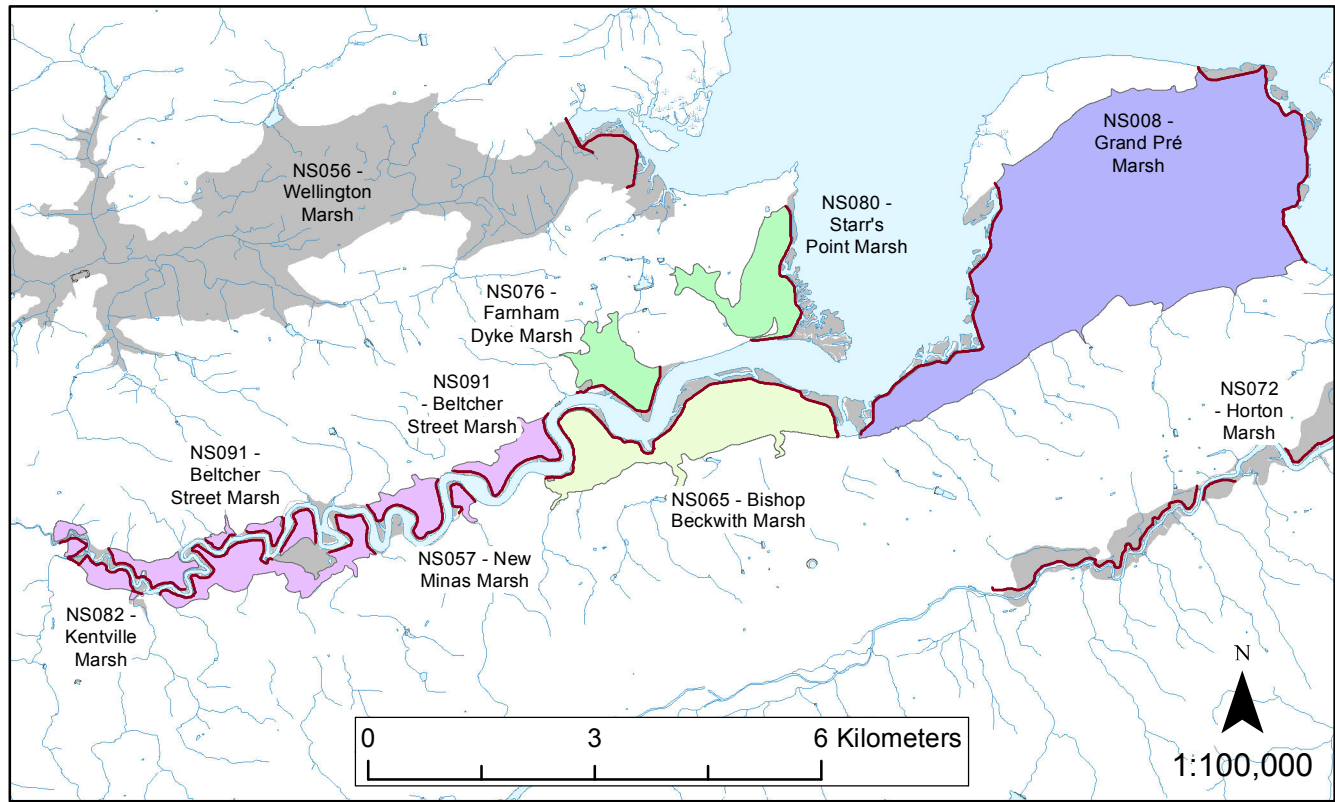 NS008 -
Grand Pré
Marsh
NS056 -
Wellington
Marsh
NS080 -
Starr's
Point Marsh
NS076 -
Farnham
Dyke Marsh
NS091
- Beltcher
Street Marsh
NS072
- Horton
Marsh
NS091 -
Beltcher
Street Marsh
NS065 - Bishop
Beckwith Marsh
NS057 - New
Minas Marsh
NS082 -
Kentville
Marsh
N
0 3 6 Kilometers
1:100,000